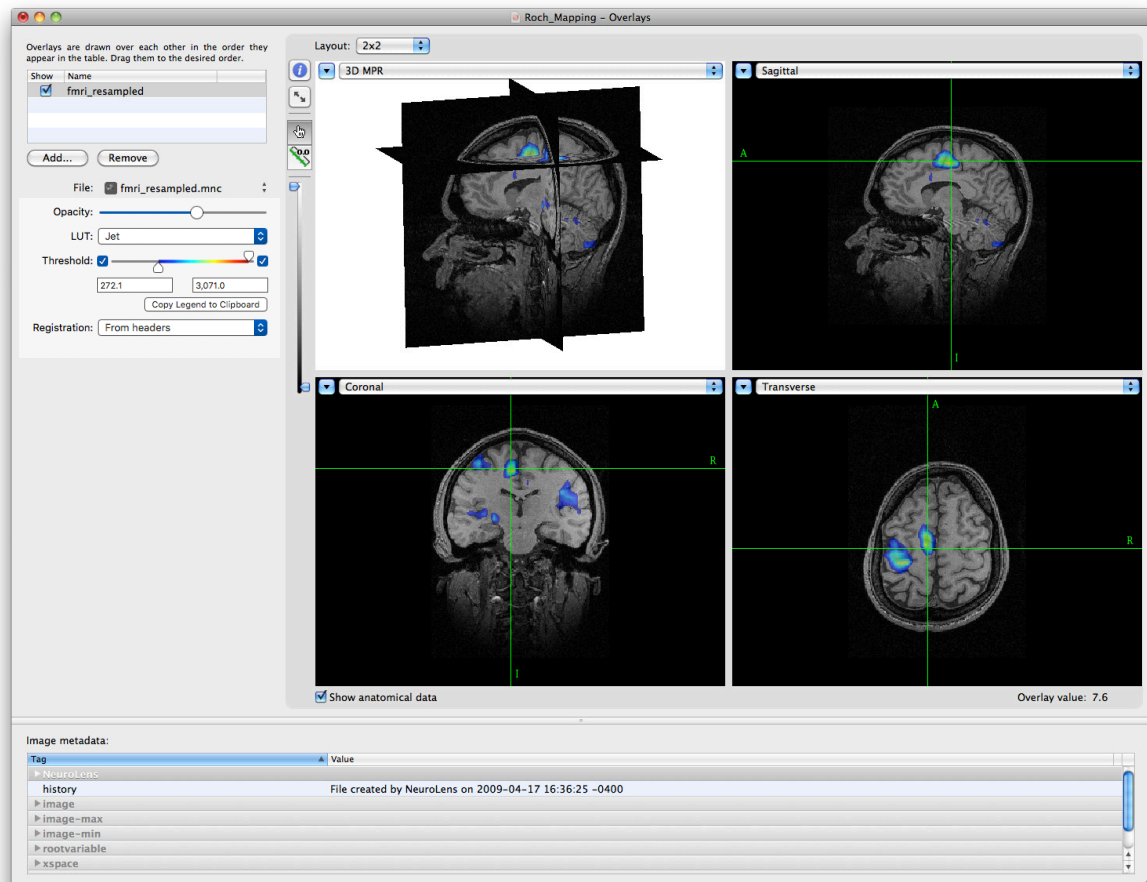 Roch_Mapping - Overlays
Overlays are drawn over each other in the order they
appear in the table. Drag them to the desired order.
Show Name
fmri_resampled
Add... Remove
File: fmri_resampled.mnc
Opacity:
LUT: Jet
Threshold:
272.1 3,071.0
Copy Legend to Clipboard
Registration: From headers
Layout: 2x2
0.0
3D MPR
Sagittal
A
I
Coronal
R
I
Transverse
A
R
Show anatomical data
Overlay value: 7.6
Image metadata:
Tag Value
NeuroLens
history File created by NeuroLens on 2009-04-17 16:36:25 -0400
image
image-max
image-min
rootvariable
xspace